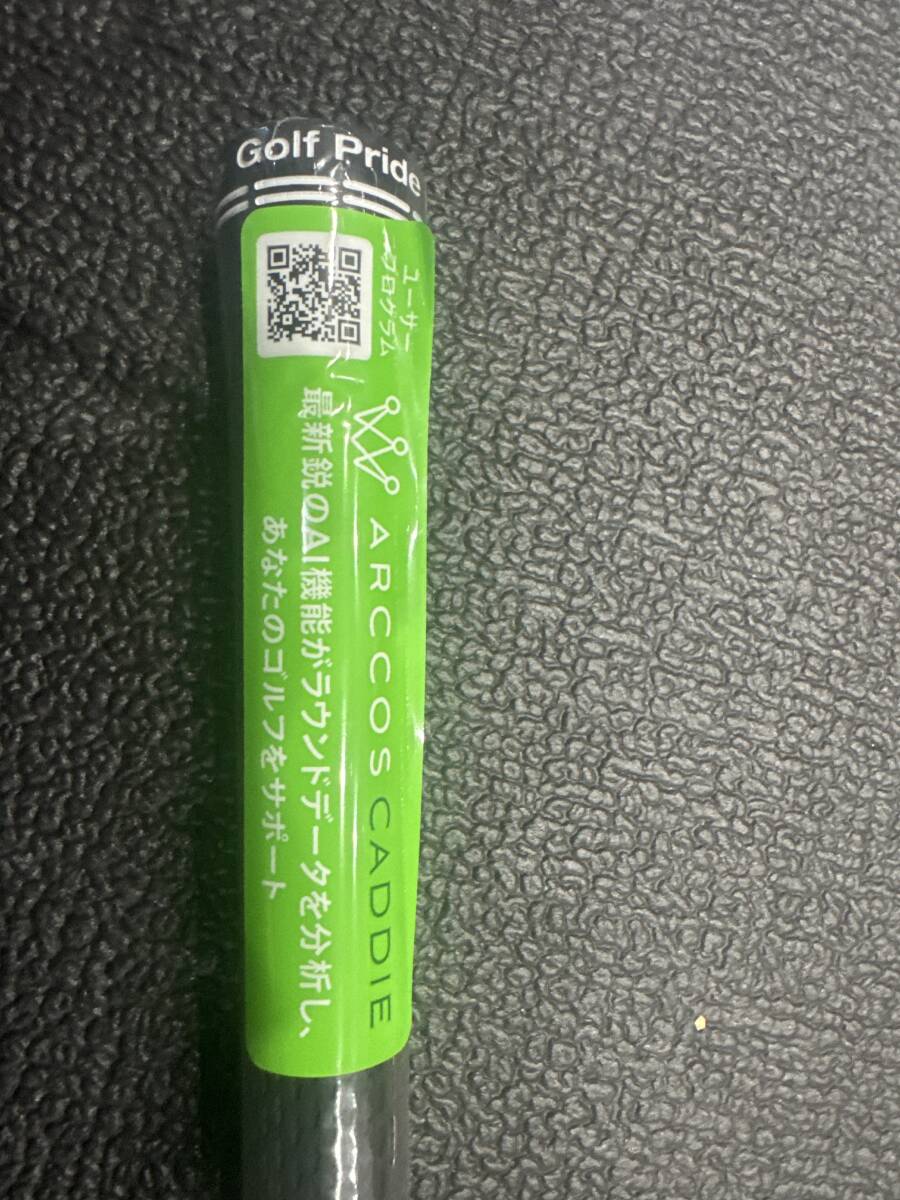 Golf Pride
ユーザー
プログラム
ARCCOS CADDIE
最新鋭のAI機能がラウンドデータを分析し、
あなたのゴルフをサポート